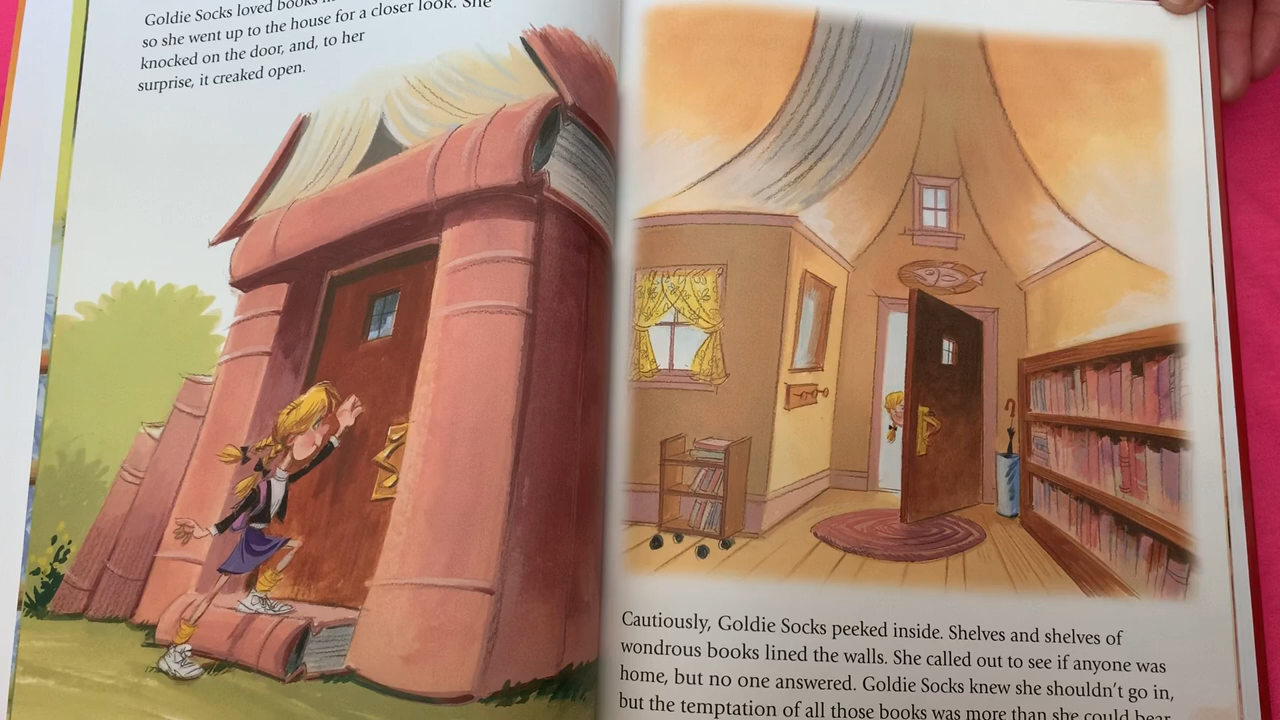 Goldie Socks loved books
so she went up to the house for a closer look. She
knocked on the door, and, to her
surprise, it creaked open.
Cautiously, Goldie Socks peeked inside. Shelves and shelves of
wondrous books lined the walls. She called out to see if anyone was
home, but no one answered. Goldie Socks knew she shouldn't go in,
but the temptation of all those books was more than she could bear